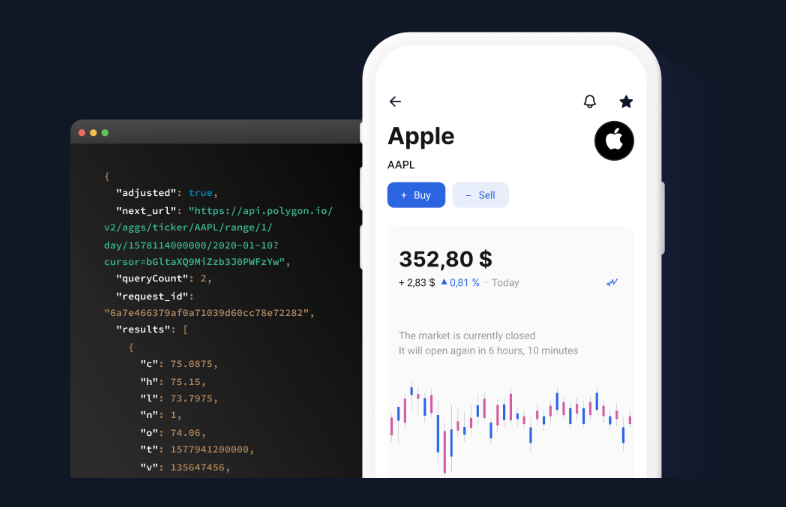 {
"adjusted": true,
"next_url": "https://api.polygon.io/
v2/aggs/ticker/AAPL/range/1/
day/1578114000000/2020-01-10?
cursor=bGltaXQ9MiZzb3J0PWFzYw",
"queryCount": 2,
"request_id":
"6a7e466379af0a71039d60cc78e72282",
"results": [
{
"c": 75.0875,
"h": 75.15,
"l": 73.7975,
"n": 1,
"o": 74.06,
"t": 1577941200000,
"v": 135647456,
Apple
AAPL
+ Buy
− Sell
352,80 $
+ 2,83 $ ▲ 0,81 % · Today
The market is currently closed
It will open again in 6 hours, 10 minutes